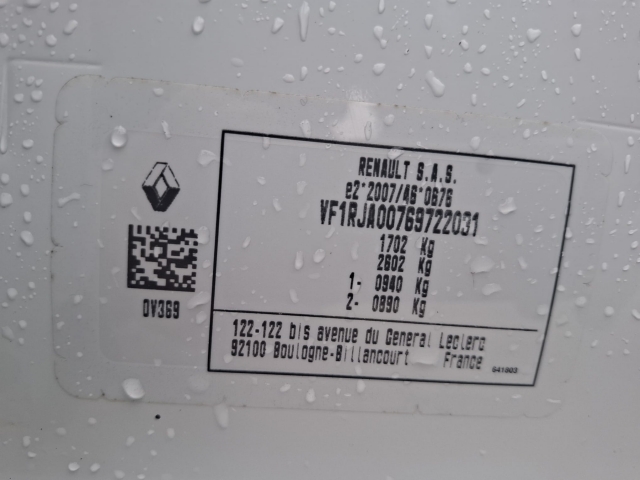 RENAULT S.A.S.
e2*2007/46*0676
VF1RJA00769722031
1702 Kg
2602 Kg
1- 0940 Kg
2- 0890 Kg
0V369
122-122 bis avenue du General Leclerc
92100 Boulogne-Billancourt France